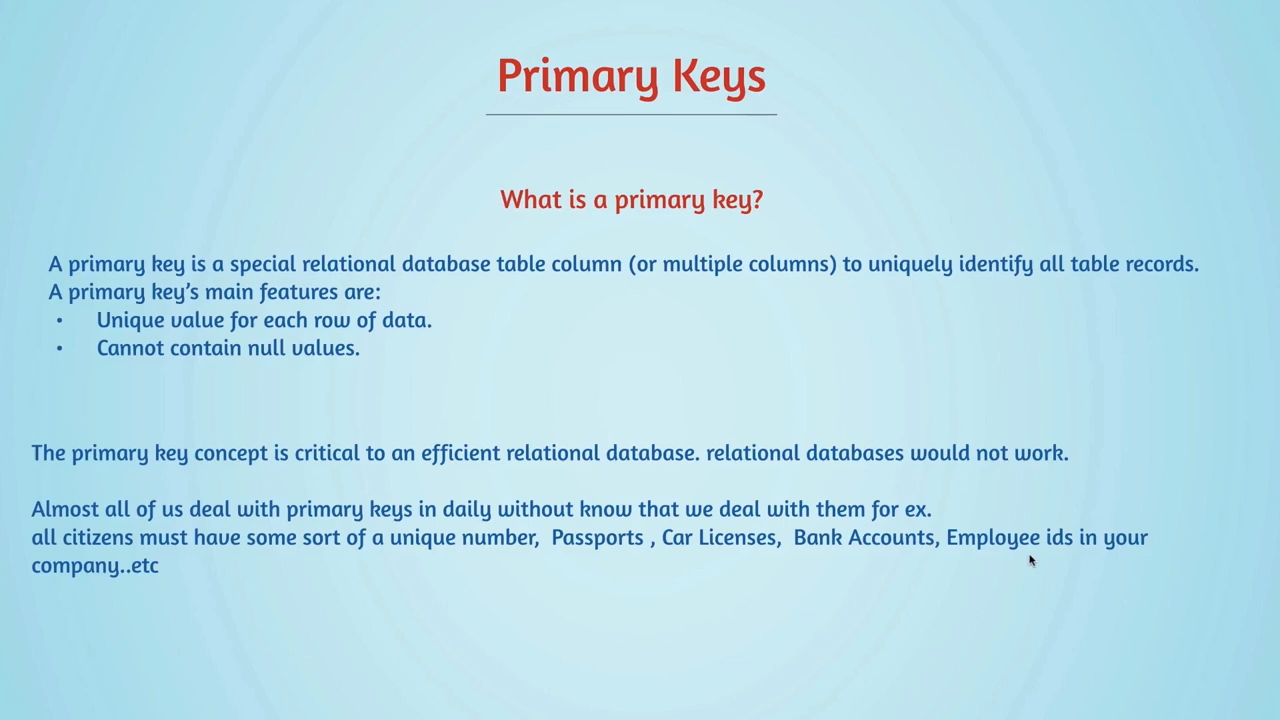 Primary Keys
What is a primary key?
A primary key is a special relational database table column (or multiple columns) to uniquely identify all table records.
A primary key’s main features are:
• Unique value for each row of data.
• Cannot contain null values.
The primary key concept is critical to an efficient relational database. relational databases would not work.
Almost all of us deal with primary keys in daily without know that we deal with them for ex.
all citizens must have some sort of a unique number,  Passports , Car Licenses,  Bank Accounts, Employee ids in your
company..etc